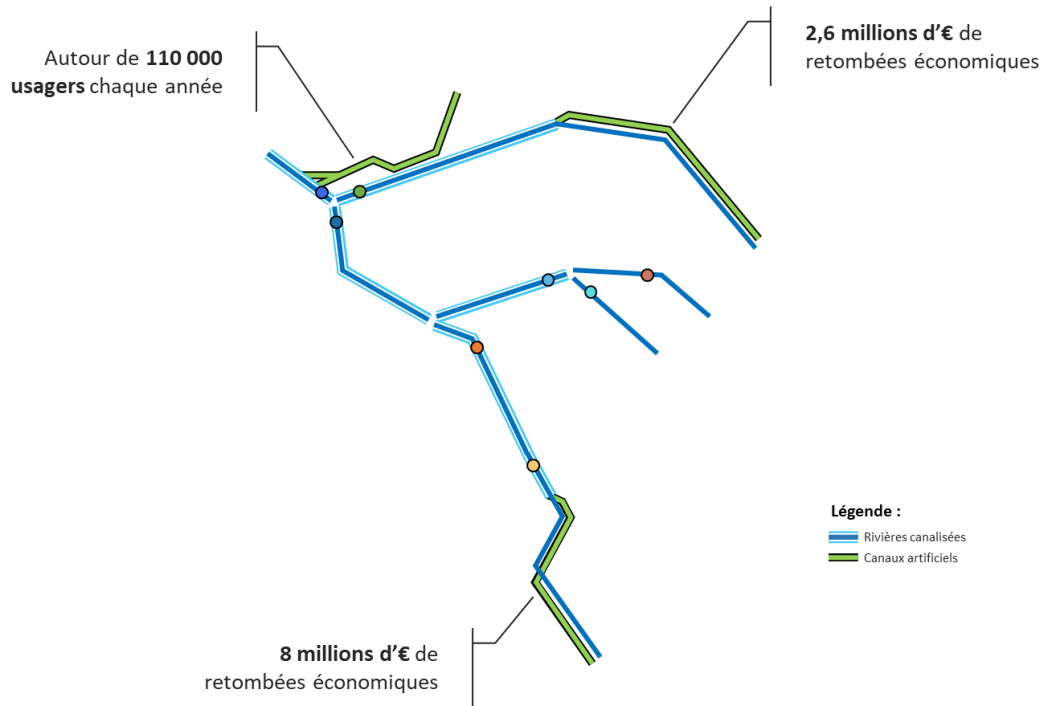 Autour de 110 000
usagers chaque année
2,6 millions d’€ de
retombées économiques
Légende :
Rivières canalisées
Canaux artificiels
8 millions d’€ de
retombées économiques